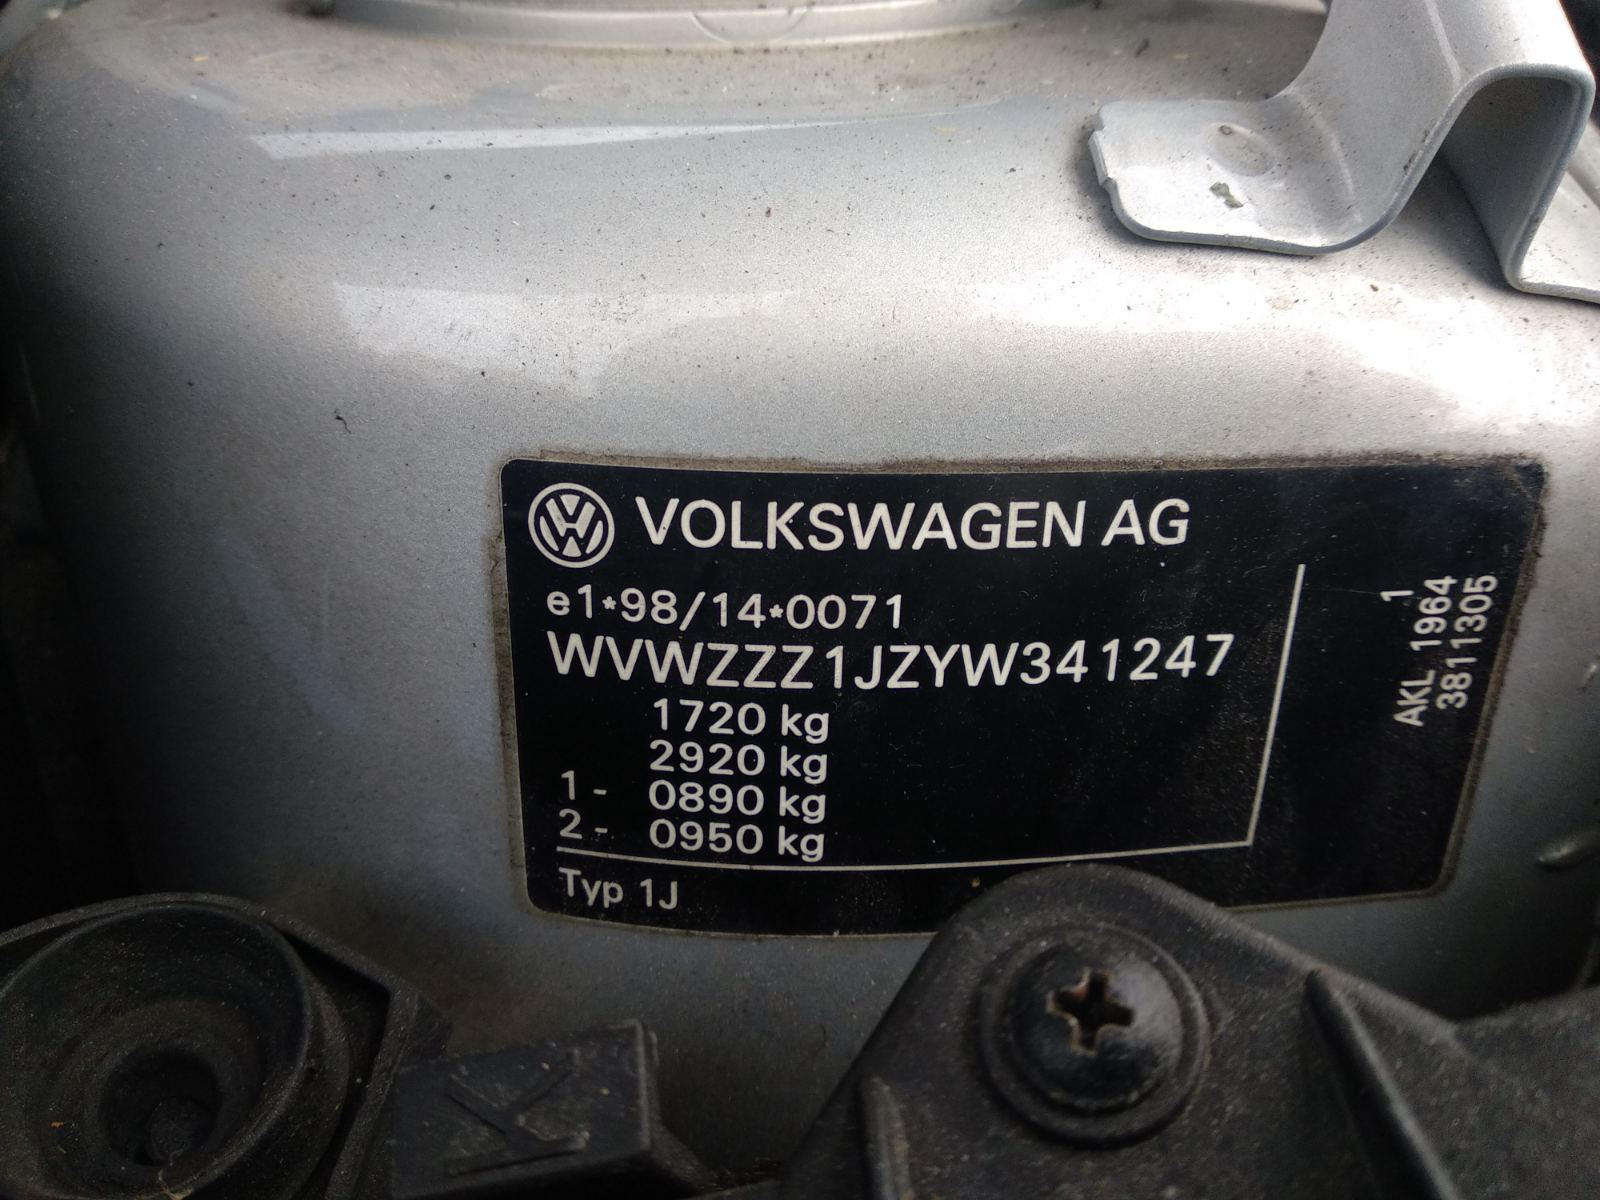 VOLKSWAGEN AG
e1*98/14*0071
WVWZZZ1JZYW341247
1720 kg
2920 kg
1 - 0890 kg
2 - 0950 kg
Typ 1J
1
AKL 1964
3811305